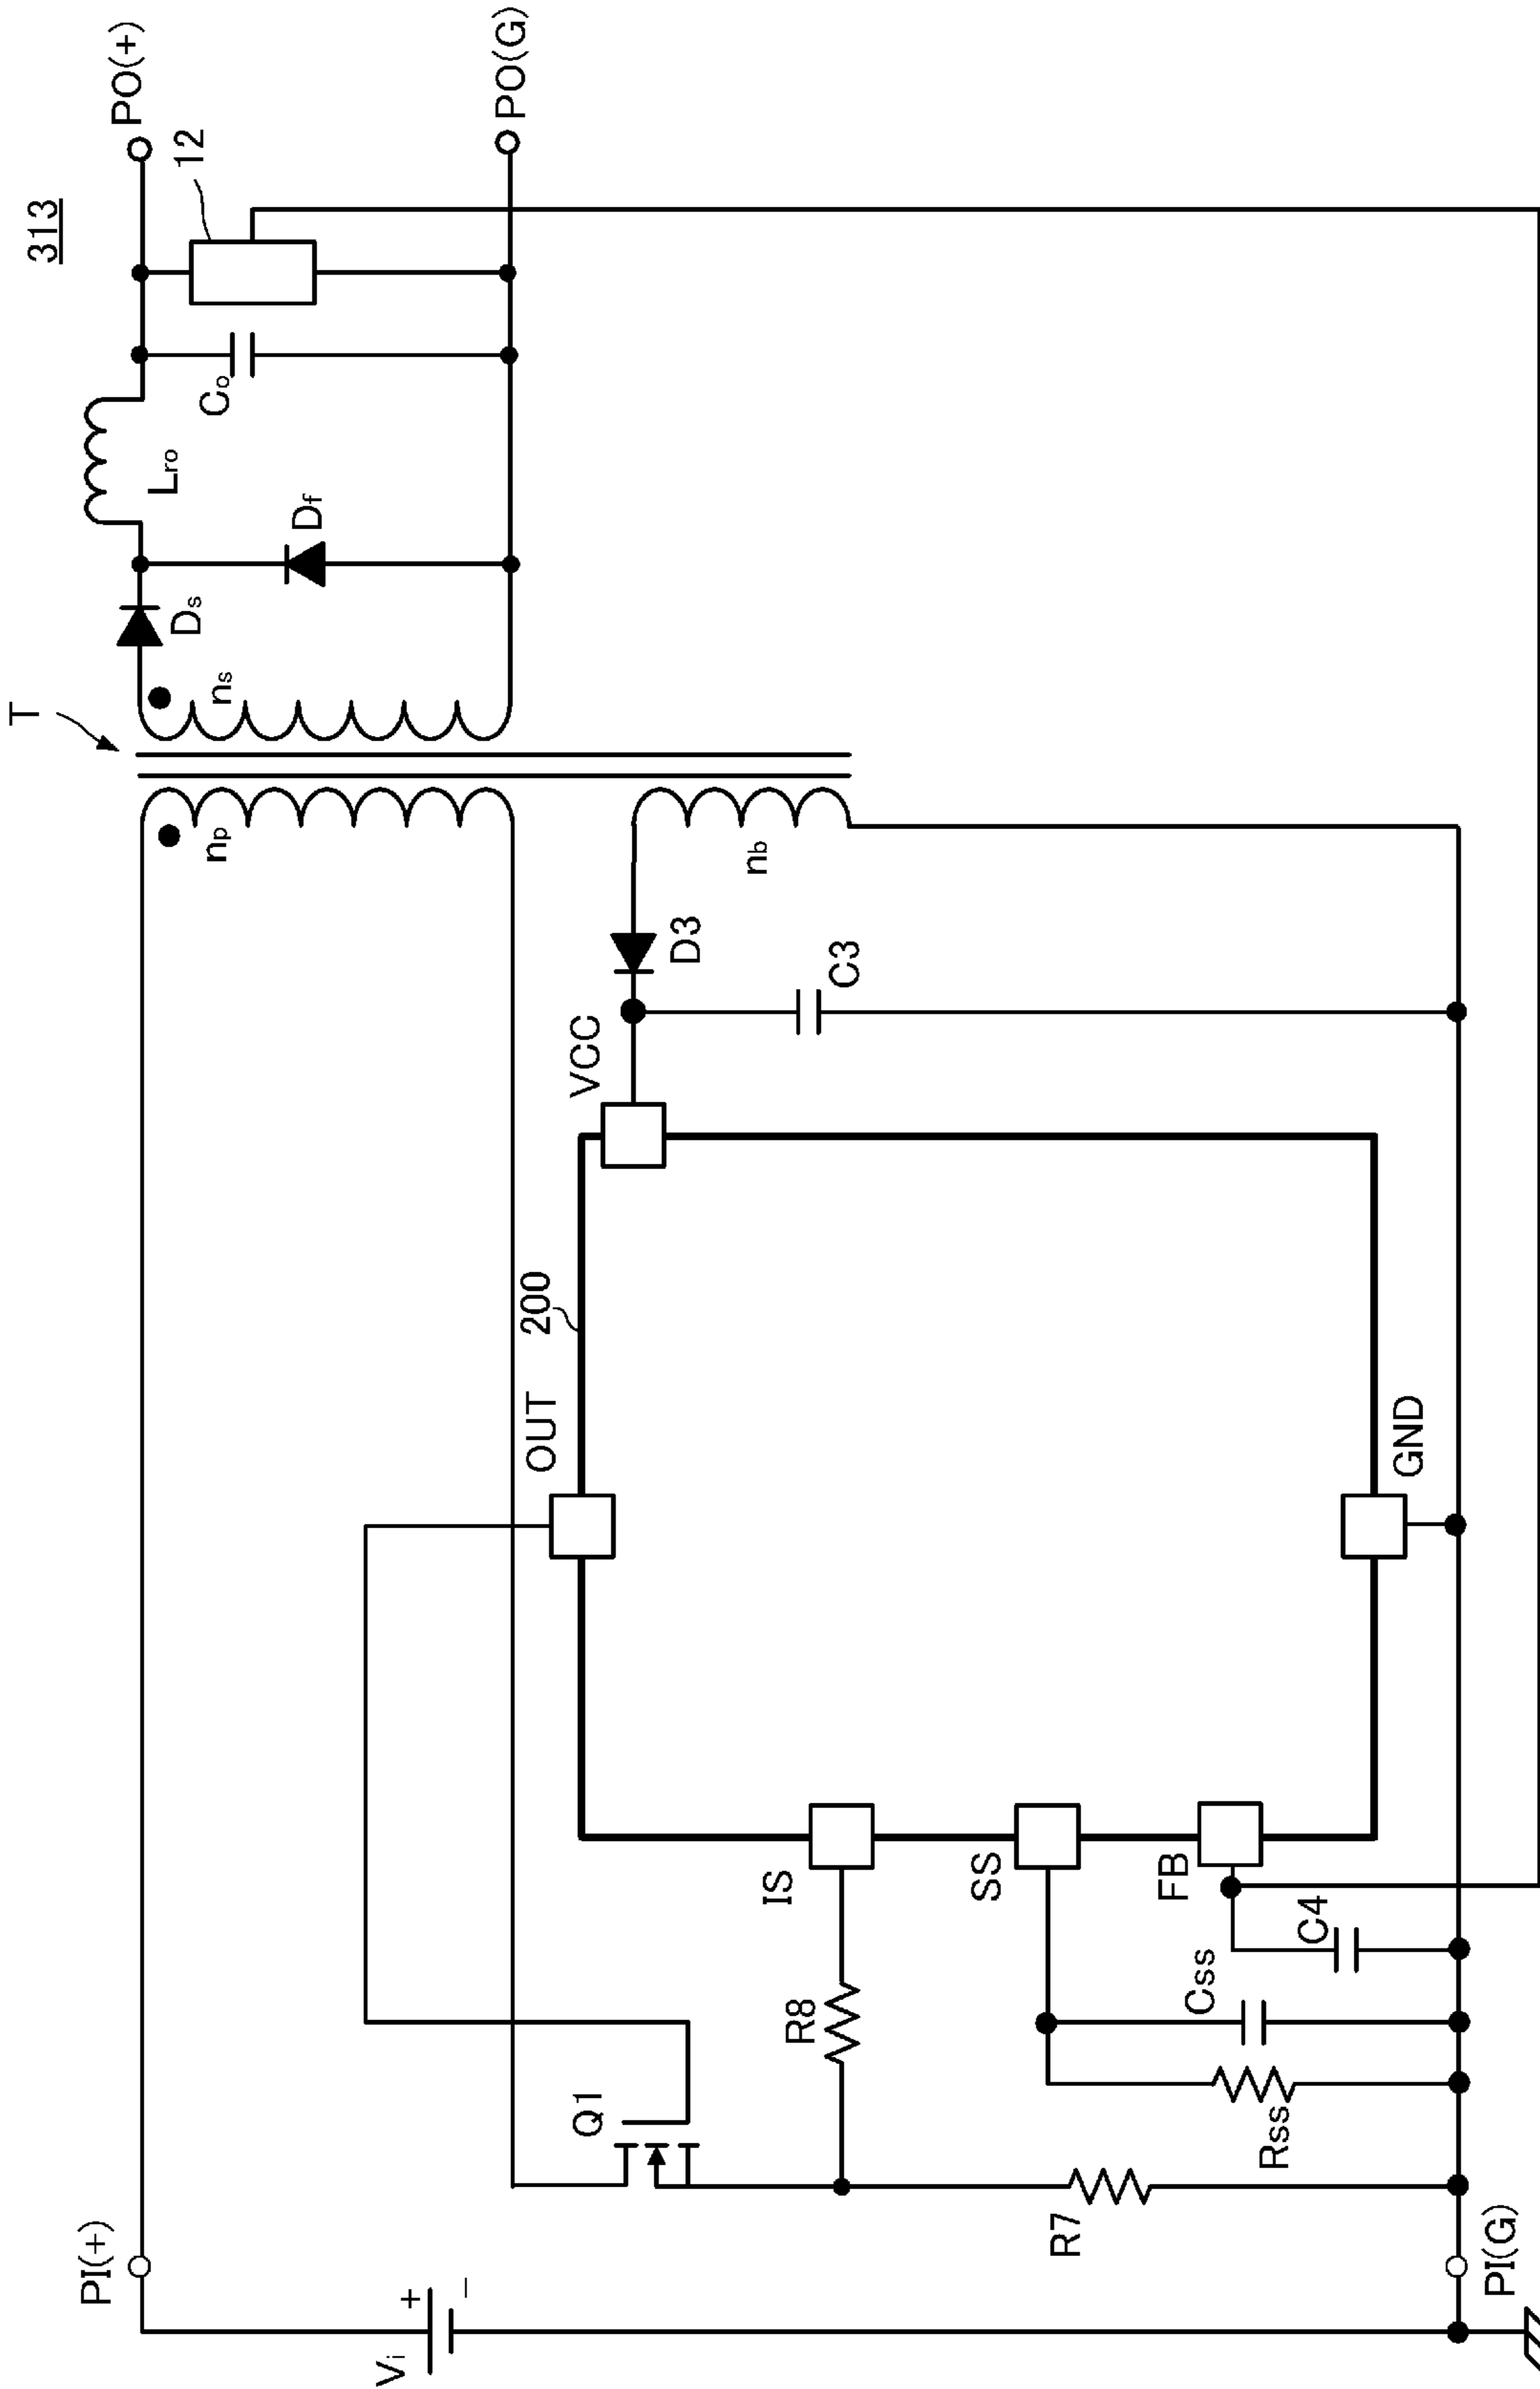 313
T
PO(+)
12
Lro
Co
Ds
Df
ns
PO(G)
np
nb
D3
C3
VCC
200
OUT
GND
IS
SS
FB
R8
Q1
Css
C4
Rss
R7
PI(+)
Vi
+
−
PI(G)